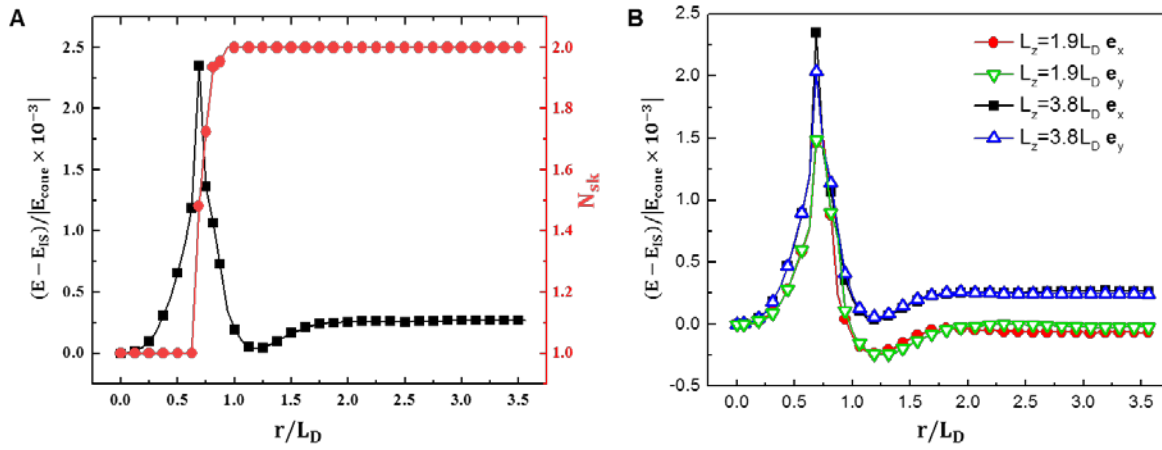 A
(E − E_IS)/|E_cone × 10⁻³|
2.5
2.0
1.5
1.0
0.5
0.0
0.0 0.5 1.0 1.5 2.0 2.5 3.0 3.5
r/L_D
2.0
1.8
1.6
1.4
1.2
1.0
N_sk
B
(E − E_IS)/|E_cone × 10⁻³|
2.5
2.0
1.5
1.0
0.5
0.0
-0.5
0.0 0.5 1.0 1.5 2.0 2.5 3.0 3.5
r/L_D
L_z=1.9L_D e_x
L_z=1.9L_D e_y
L_z=3.8L_D e_x
L_z=3.8L_D e_y